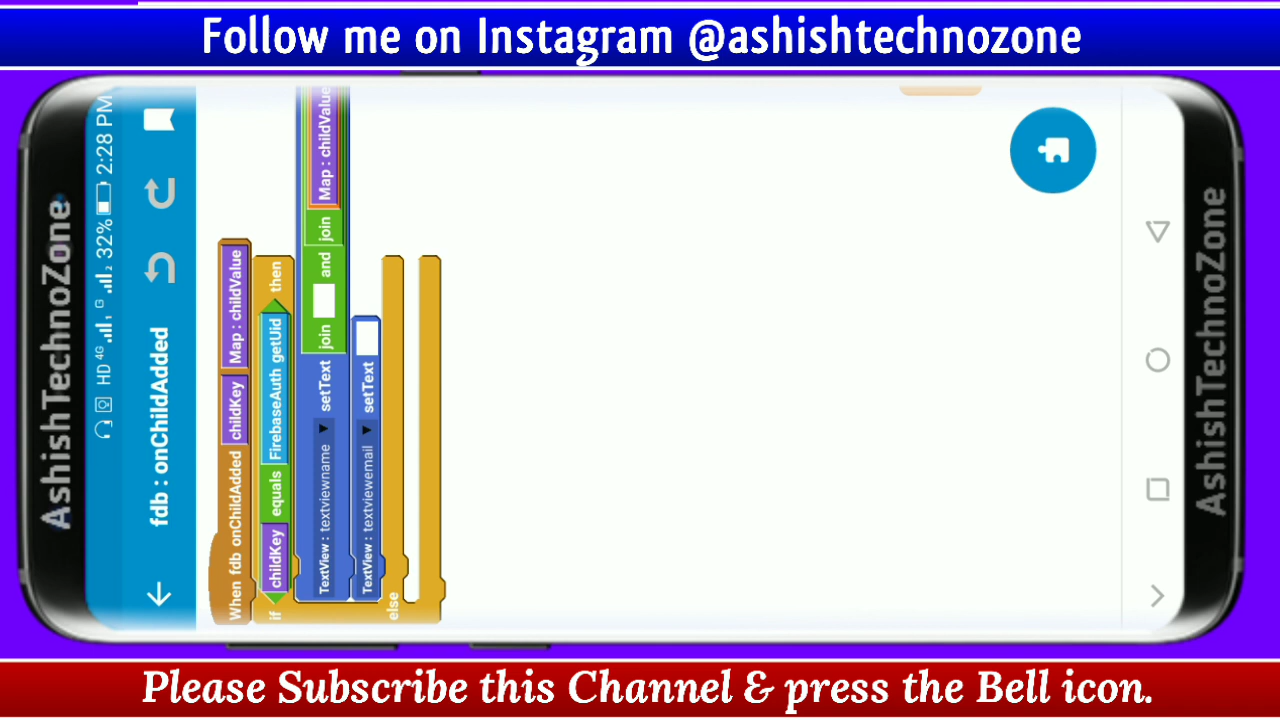 Follow me on Instagram @ashishtechnozone
AshishTechnoZone
HD 4G G 1 2 32% 2:28 PM
fdb : onChildAdded
When fdb onChildAdded childKey Map : childValue
if childKey equals FirebaseAuth getUid then
TextView : textviewname setText join and join Map : childValue
TextView : textviewemail setText
else
AshishTechnoZone
Please Subscribe this Channel & press the Bell icon.